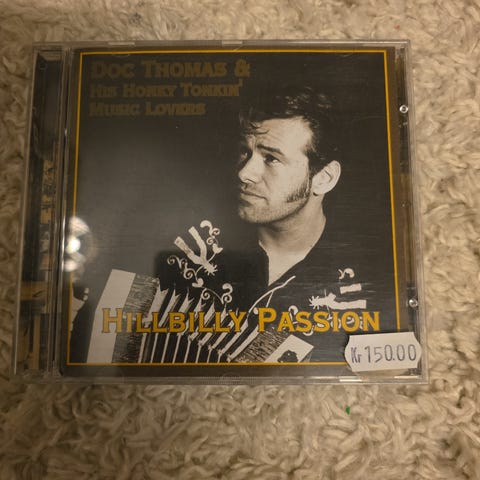 DOC THOMAS &
HIS HONKY TONKIN'
MUSIC LOVERS
HILLBILLY PASSION
Kr 150.00